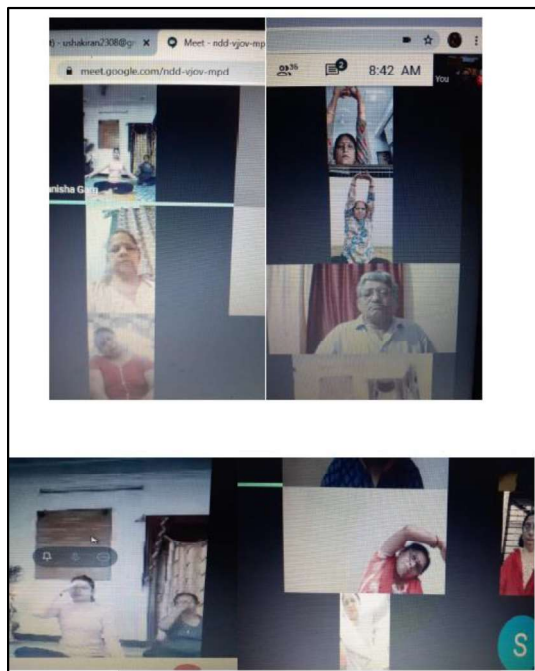 t) - ushakiran2308@gm
Meet - ndd-vjov-mp
meet.google.com/ndd-vjov-mpd
36
2
8:42 AM
You
anisha Garg
S